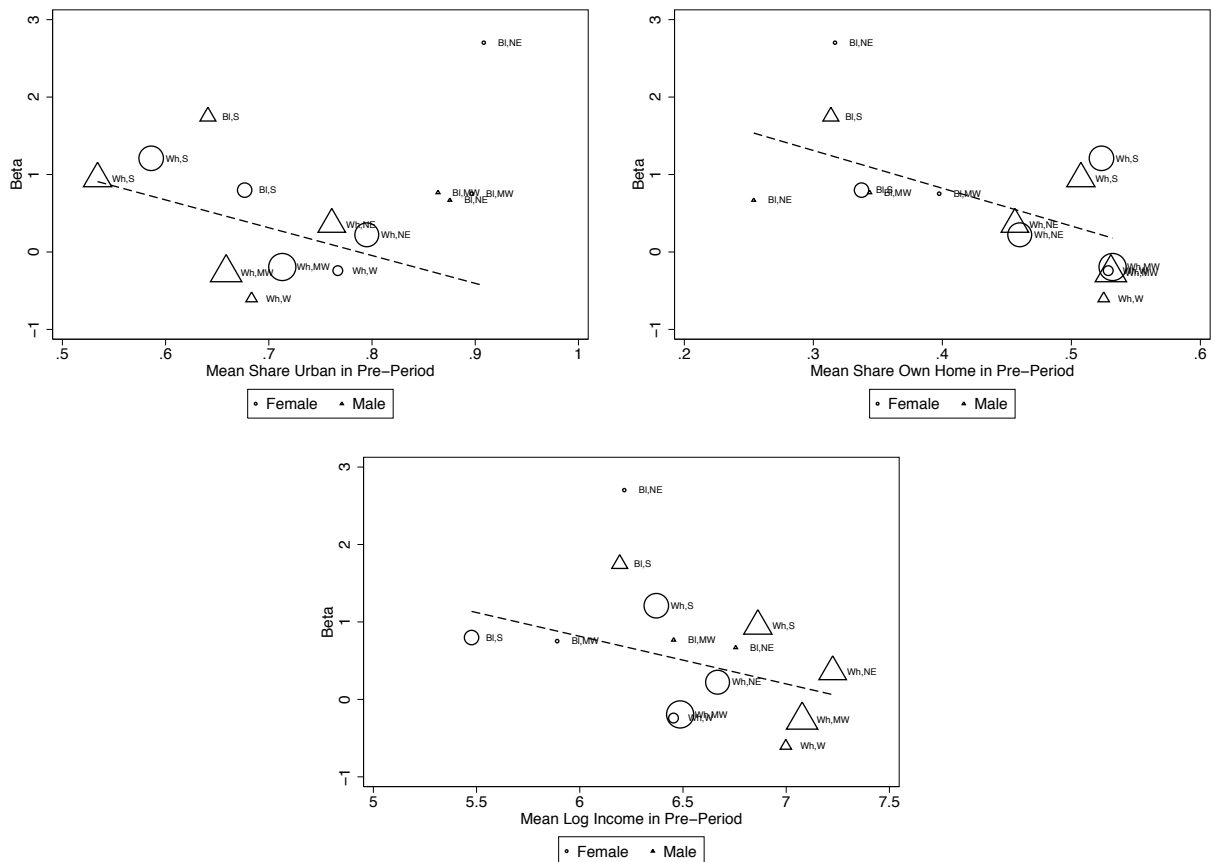 3
2
1
0
−1
Beta
Bl,NE
Bl,S
Wh,S
Wh,S
Bl,S
Bl,MW
Bl,MW
Bl,NE
Wh,NE
Wh,NE
Wh,MW
Wh,MW
Wh,W
Wh,W
.5 .6 .7 .8 .9 1
Mean Share Urban in Pre−Period
Female Male
3
2
1
0
−1
Beta
Bl,NE
Bl,S
Wh,S
Wh,S
Bl,S
Bl,MW
Bl,MW
Bl,NE
Wh,NE
Wh,NE
Wh,MW
Wh,MW
Wh,W
.2 .3 .4 .5 .6
Mean Share Own Home in Pre−Period
Female Male
3
2
1
0
−1
Beta
Bl,NE
Bl,S
Wh,S
Wh,S
Bl,S
Bl,MW
Bl,MW
Bl,NE
Wh,NE
Wh,NE
Wh,MW
Wh,W
Wh,MW
Wh,W
5 5.5 6 6.5 7 7.5
Mean Log Income in Pre−Period
Female Male